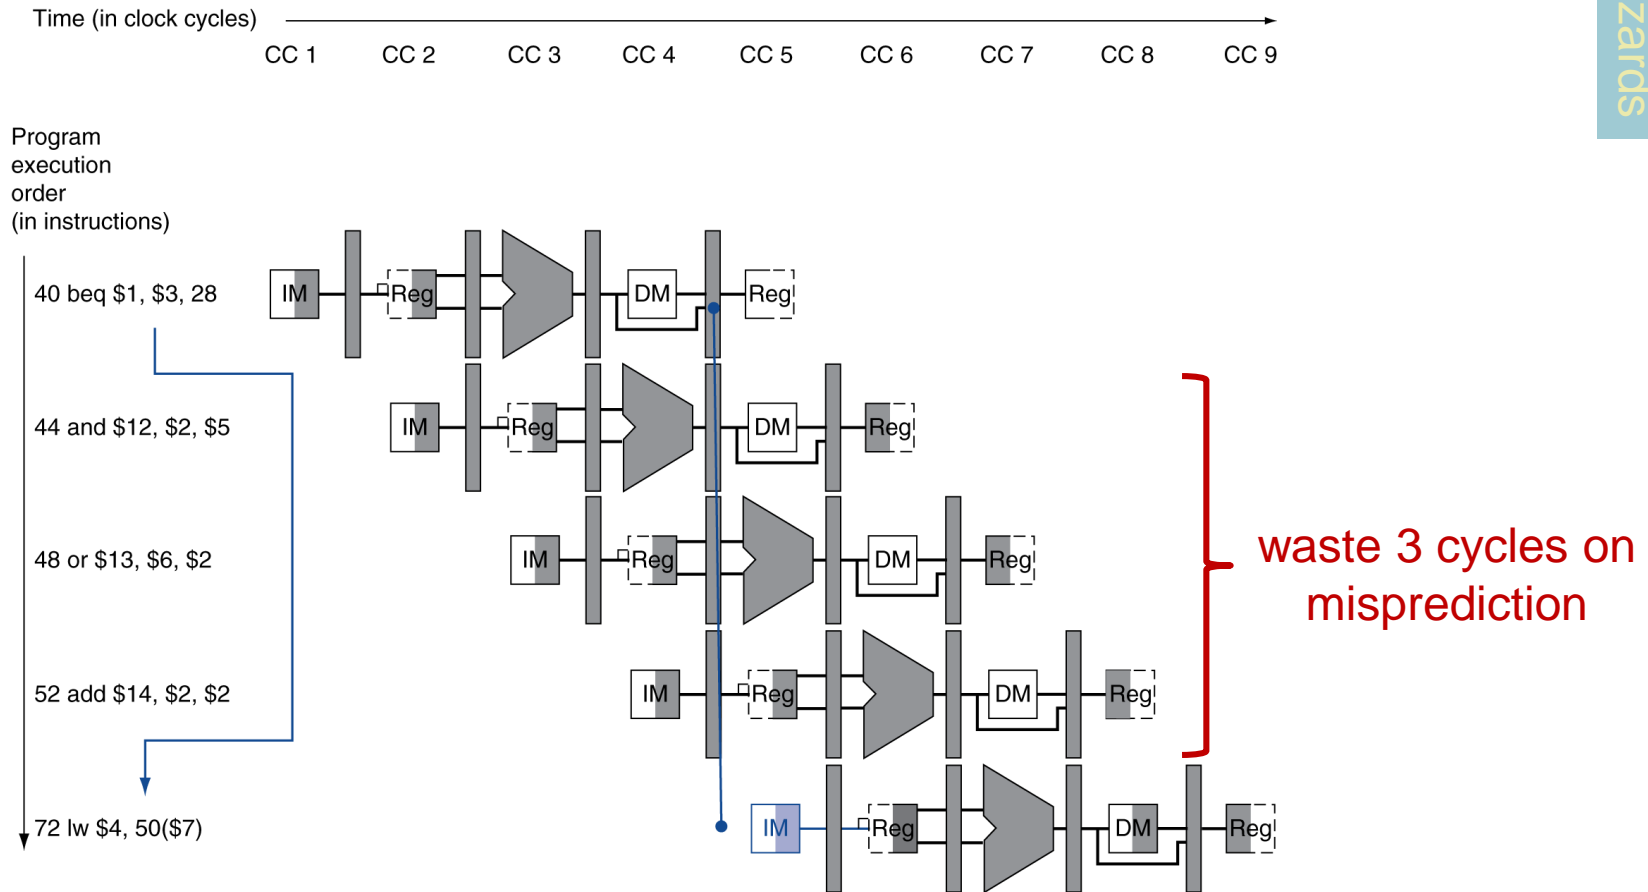 Time (in clock cycles)
CC 1 CC 2 CC 3 CC 4 CC 5 CC 6 CC 7 CC 8 CC 9
zards
Program
execution
order
(in instructions)
40 beq $1, $3, 28
IM Reg DM Reg
44 and $12, $2, $5
IM Reg DM Reg
48 or $13, $6, $2
IM Reg DM Reg
waste 3 cycles on
misprediction
52 add $14, $2, $2
IM Reg DM Reg
72 lw $4, 50($7)
IM Reg DM Reg